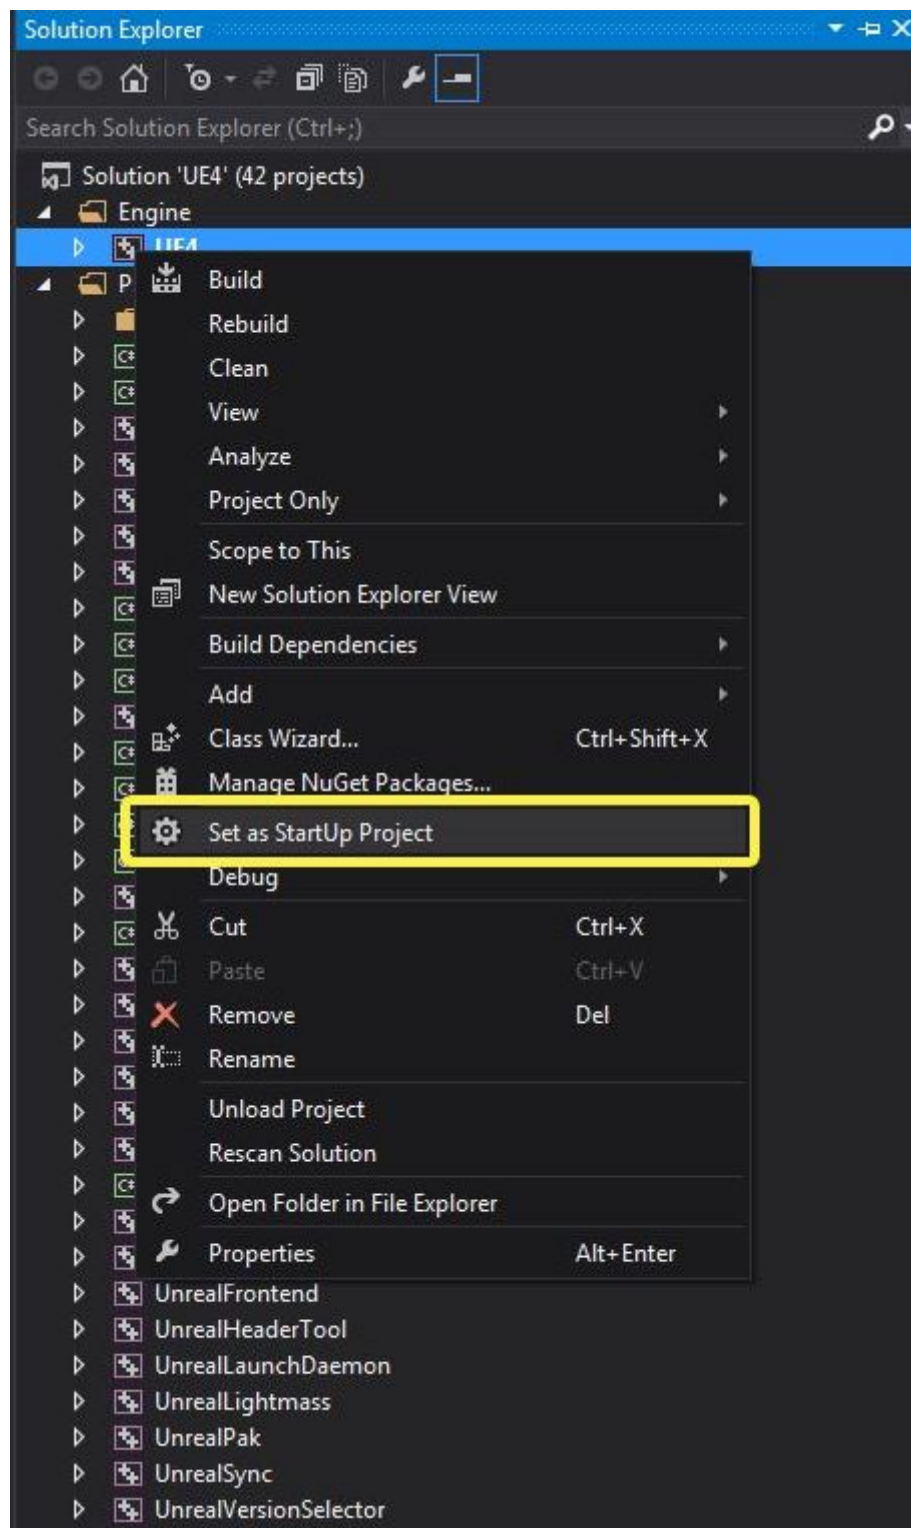 Solution Explorer
Search Solution Explorer (Ctrl+;)
Solution 'UE4' (42 projects)
Engine
UE4
P
Build
Rebuild
Clean
View
Analyze
Project Only
Scope to This
New Solution Explorer View
Build Dependencies
Add
Class Wizard... Ctrl+Shift+X
Manage NuGet Packages...
Set as StartUp Project
Debug
Cut Ctrl+X
Paste Ctrl+V
Remove Del
Rename
Unload Project
Rescan Solution
Open Folder in File Explorer
Properties Alt+Enter
UnrealFrontend
UnrealHeaderTool
UnrealLaunchDaemon
UnrealLightmass
UnrealPak
UnrealSync
UnrealVersionSelector